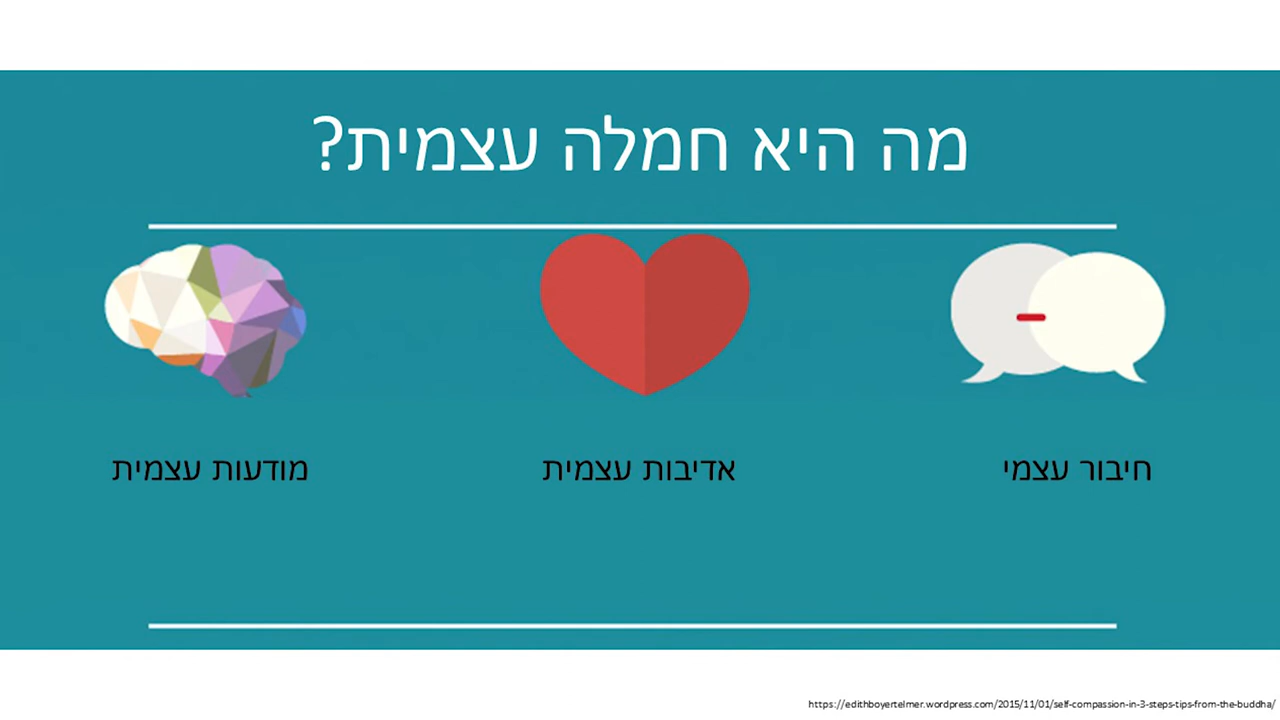 מה היא חמלה עצמית?
חיבור עצמי
אדיבות עצמית
מודעות עצמית
https://edithboyertelmer.wordpress.com/2015/11/01/self-compassion-in-3-steps-tips-from-the-buddha/